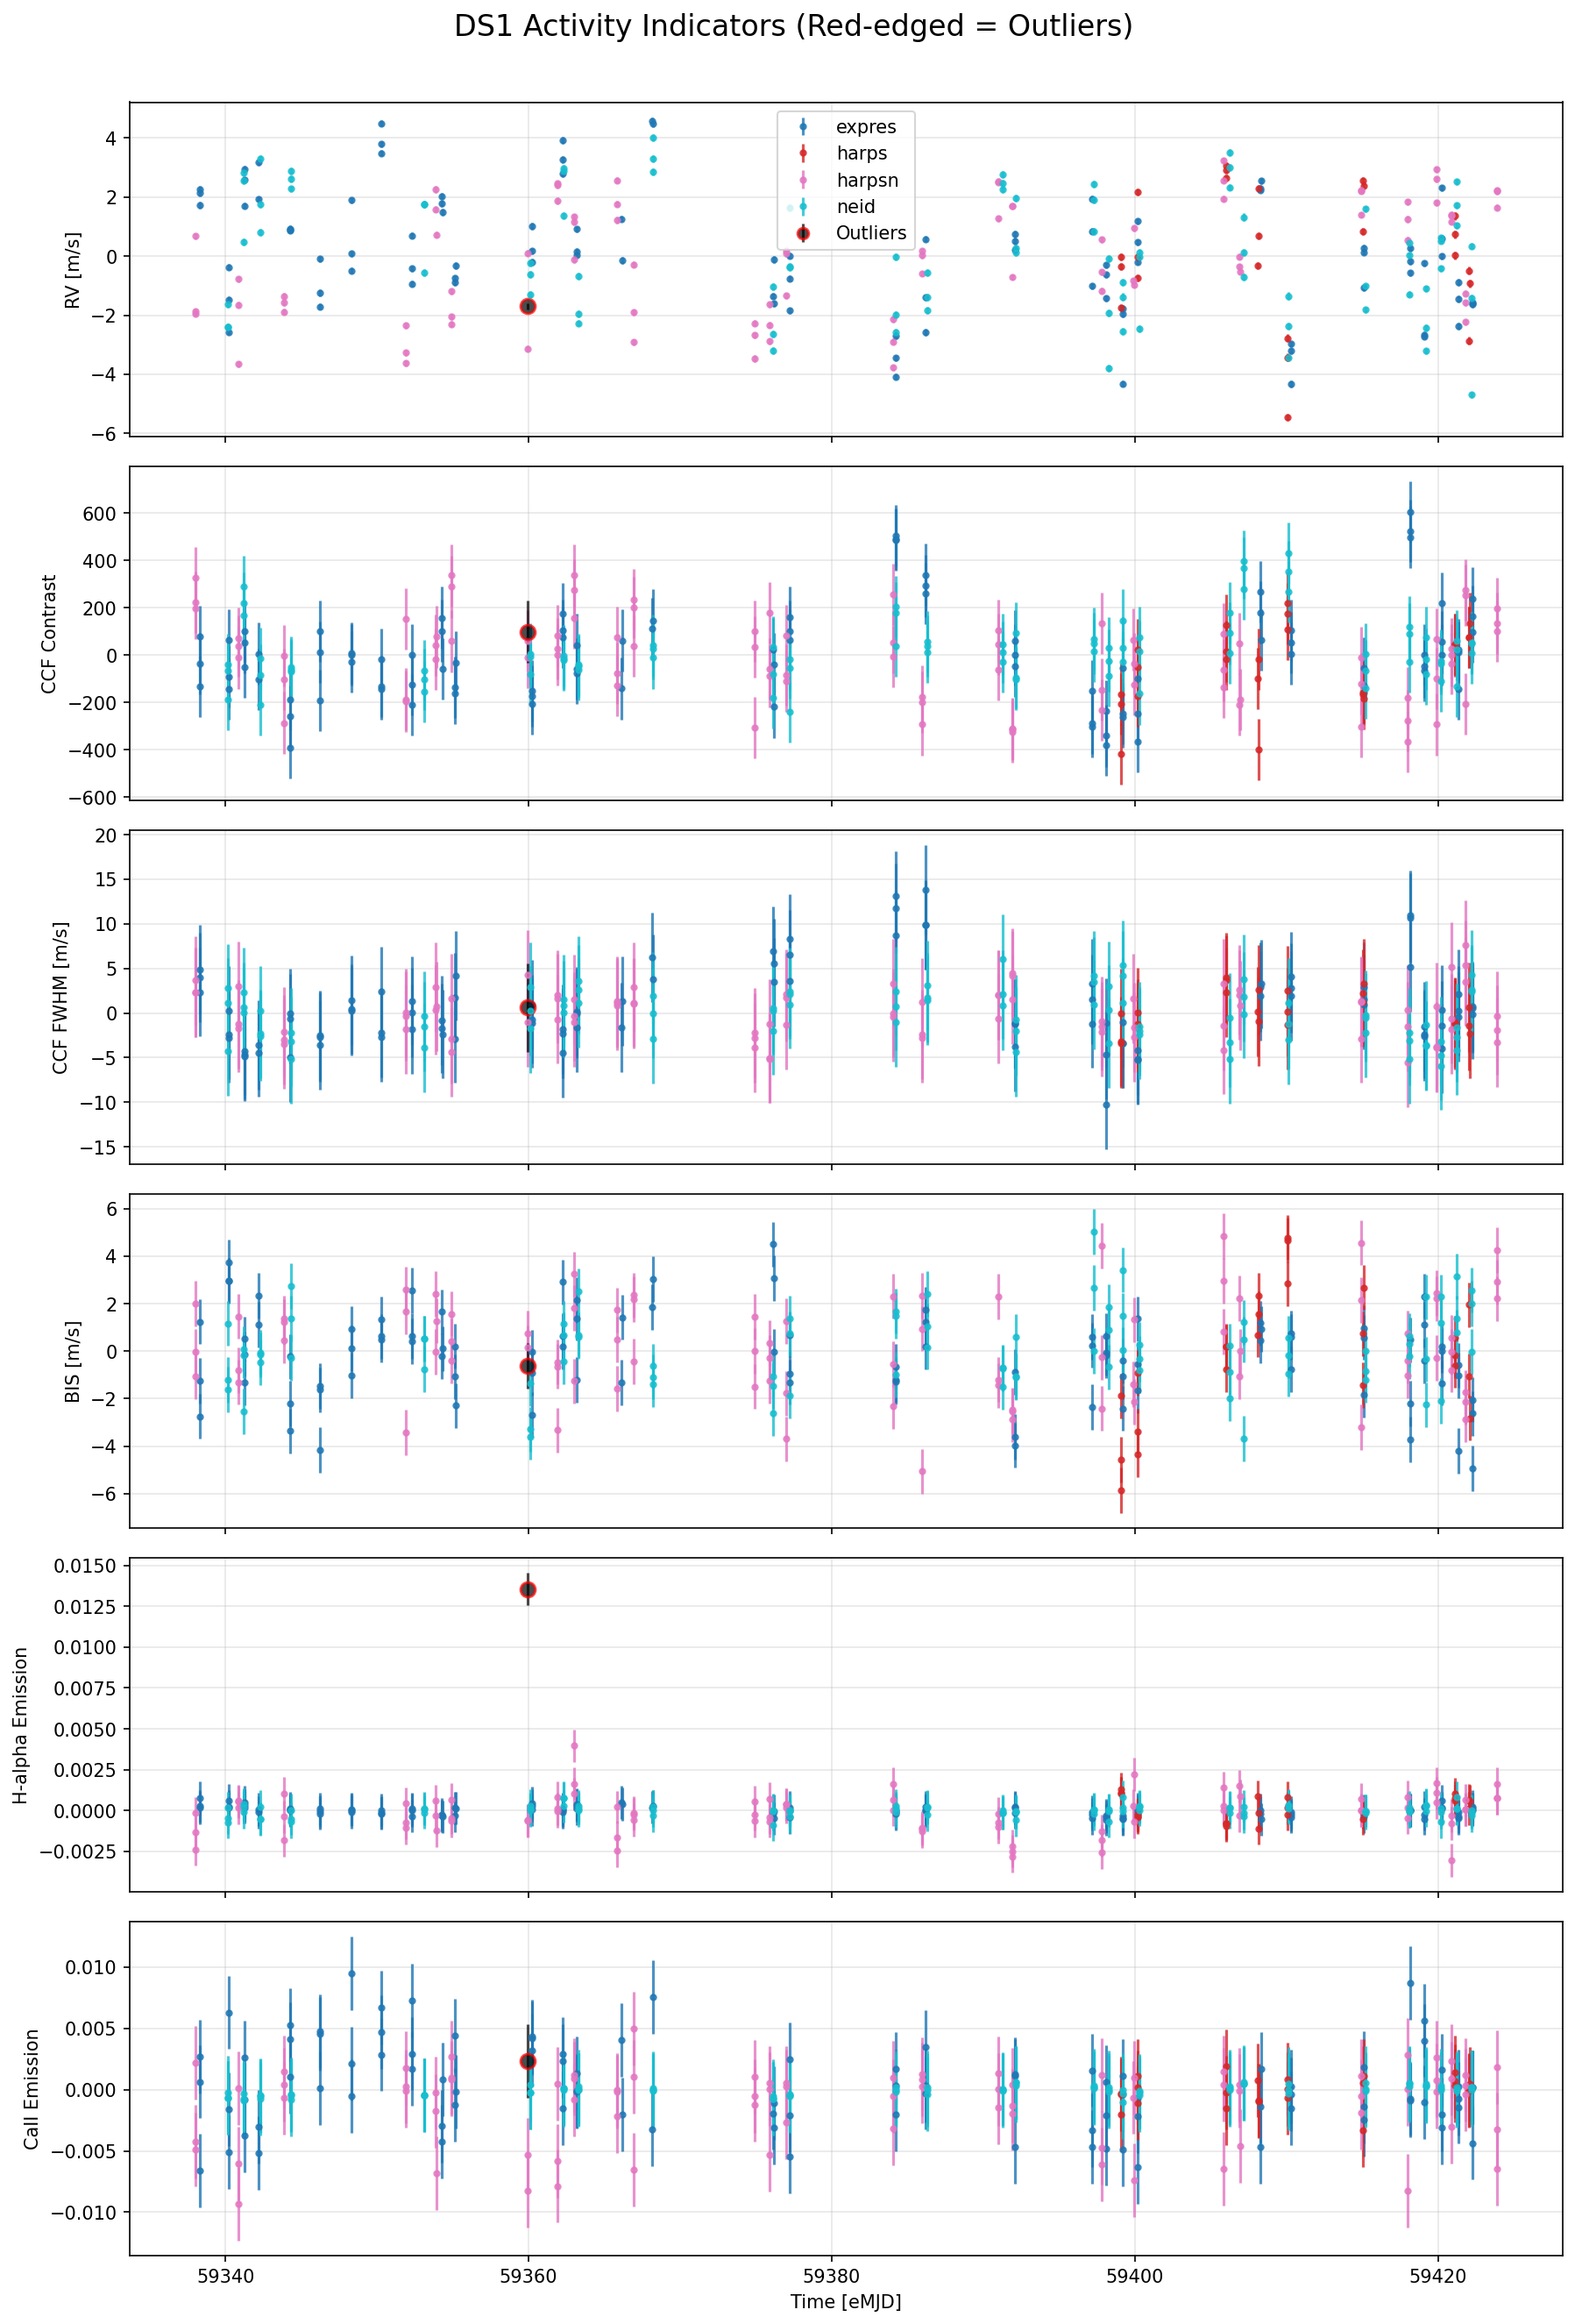 DS1 Activity Indicators (Red-edged = Outliers)
expres
harps
harpsn
neid
Outliers
RV [m/s]
4
2
0
−2
−4
−6
CCF Contrast
600
400
200
0
−200
−400
−600
CCF FWHM [m/s]
20
15
10
5
0
−5
−10
−15
BIS [m/s]
6
4
2
0
−2
−4
−6
H-alpha Emission
0.0150
0.0125
0.0100
0.0075
0.0050
0.0025
0.0000
−0.0025
CaII Emission
0.010
0.005
0.000
−0.005
−0.010
59340 59360 59380 59400 59420
Time [eMJD]